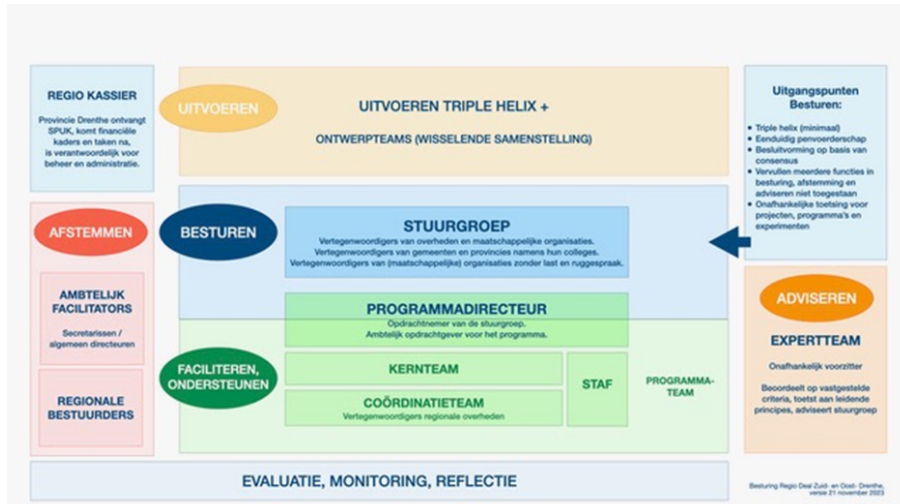 REGIO KASSIER
Provincie Drenthe ontvangt
SPUK, komt financiële
kaders en taken na,
is verantwoordelijk voor
beheer en administratie.
UITVOEREN
UITVOEREN TRIPLE HELIX +
ONTWERPTEAMS (WISSELENDE SAMENSTELLING)
Uitgangspunten
Besturen:
• Triple helix (minimaal)
• Eenduidig penvoerderschap
• Besluitvorming op basis van
consensus
• Vervullen meerdere functies in
besturing, afstemming en
adviseren niet toegestaan
• Onafhankelijke toetsing voor
projecten, programma's en
experimenten
AFSTEMMEN
AMBTELIJK
FACILITATORS
Secretarissen /
algemeen directeuren
REGIONALE
BESTUURDERS
BESTUREN
STUURGROEP
Vertegenwoordigers van overheden en maatschappelijke organisaties.
Vertegenwoordigers van gemeenten en provincies namens hun colleges.
Vertegenwoordigers van (maatschappelijke) organisaties zonder last en ruggespraak.
PROGRAMMADIRECTEUR
Opdrachtnemer van de stuurgroep.
Ambtelijk opdrachtgever voor het programma.
FACILITEREN,
ONDERSTEUNEN
KERNTEAM
COÖRDINATIETEAM
Vertegenwoordigers regionale overheden
STAF
PROGRAMMA-
TEAM
ADVISEREN
EXPERTTEAM
Onafhankelijk voorzitter
Beoordeelt op vastgestelde
criteria, toetst aan leidende
principes, adviseert stuurgroep
EVALUATIE, MONITORING, REFLECTIE
Besturing Regio Deal Zuid- en Oost- Drenthe,
versie 21 november 2023